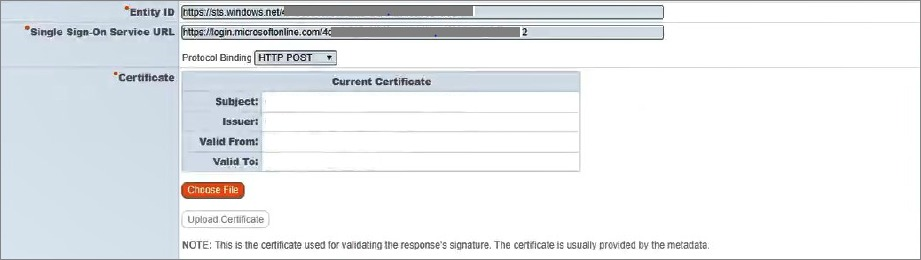 *Entity ID https://sts.windows.net/4
*Single Sign-On Service URL https://login.microsoftonline.com/4c 2
Protocol Binding HTTP POST
*Certificate
Current Certificate
Subject:
Issuer:
Valid From:
Valid To:
Choose File
Upload Certificate
NOTE: This is the certificate used for validating the response's signature. The certificate is usually provided by the metadata.